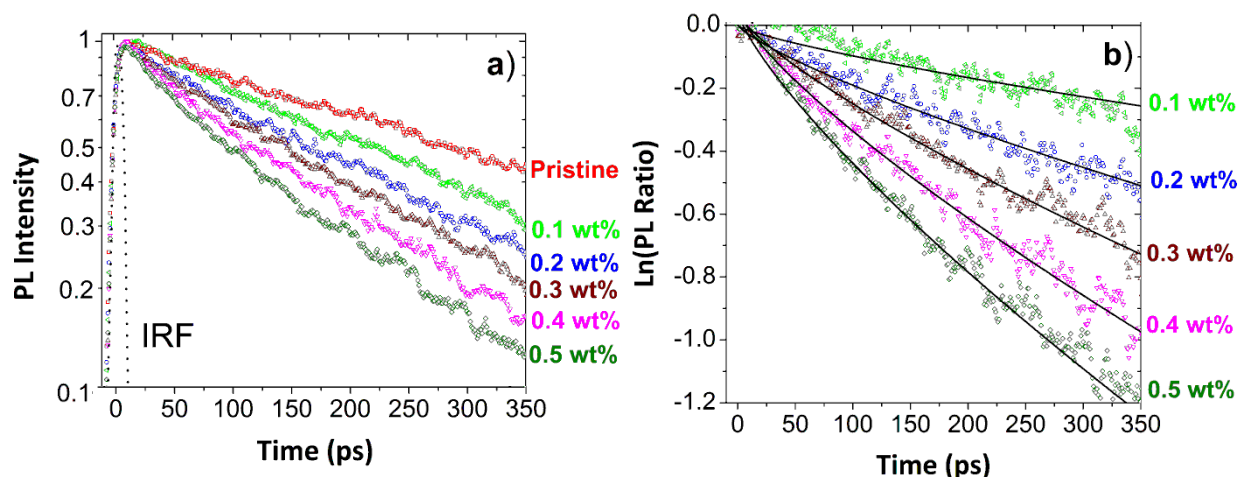 a)
PL Intensity
1
0.7
0.5
0.4
0.3
0.2
0.1
IRF
Pristine
0.1 wt%
0.2 wt%
0.3 wt%
0.4 wt%
0.5 wt%
0 50 100 150 200 250 300 350
Time (ps)
b)
Ln(PL Ratio)
0.0
-0.2
-0.4
-0.6
-0.8
-1.0
-1.2
0.1 wt%
0.2 wt%
0.3 wt%
0.4 wt%
0.5 wt%
0 50 100 150 200 250 300 350
Time (ps)